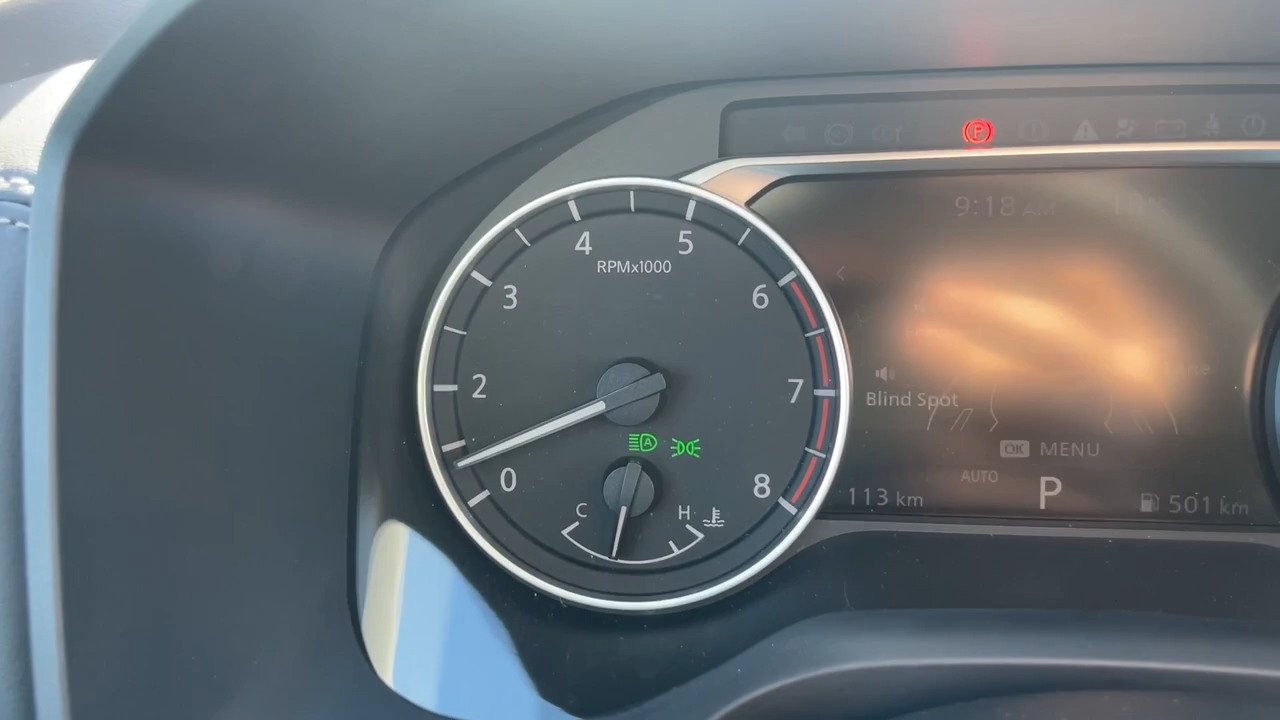 P
9:18 AM
4 5
RPMx1000
3 6
2 7
Blind Spot
A
OK MENU
0 8
AUTO
C H
113 km P 501 km